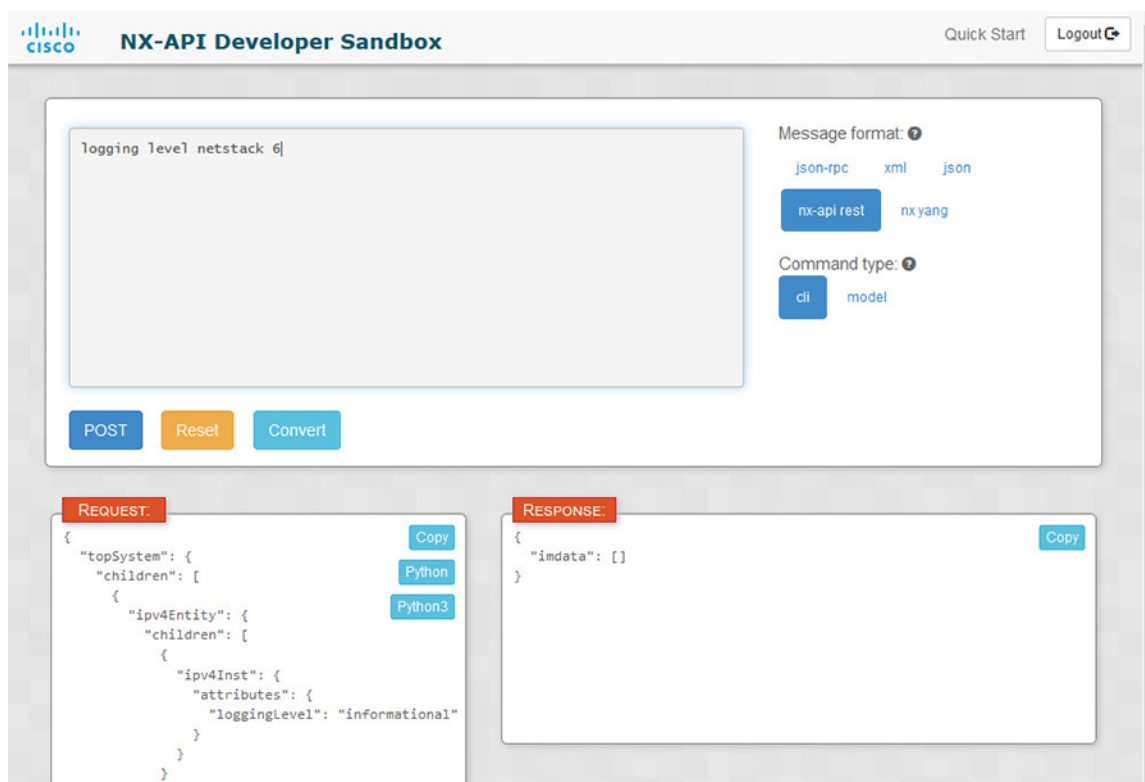 CISCO
NX-API Developer Sandbox
Quick Start
Logout
logging level netstack 6
Message format:
json-rpc xml json
nx-api rest nx yang
Command type:
cli model
POST Reset Convert
REQUEST:
{
"topSystem": {
"children": [
{
"ipv4Entity": {
"children": [
{
"ipv4Inst": {
"attributes": {
"loggingLevel": "informational"
}
}
}
Copy
Python
Python3
RESPONSE:
{
"imdata": []
}
Copy